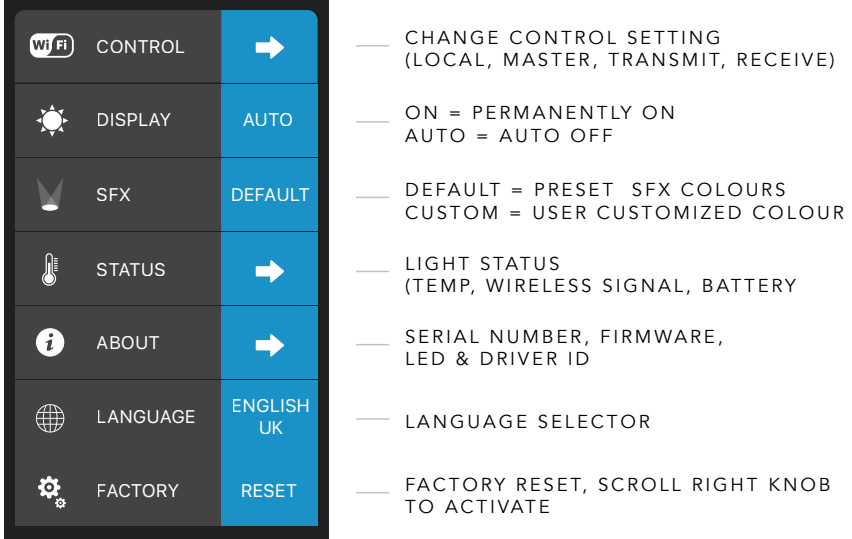 WiFi CONTROL
CHANGE CONTROL SETTING
(LOCAL, MASTER, TRANSMIT, RECEIVE)
DISPLAY AUTO
ON = PERMANENTLY ON
AUTO = AUTO OFF
SFX DEFAULT
DEFAULT = PRESET SFX COLOURS
CUSTOM = USER CUSTOMIZED COLOUR
STATUS
LIGHT STATUS
(TEMP, WIRELESS SIGNAL, BATTERY
i ABOUT
SERIAL NUMBER, FIRMWARE,
LED & DRIVER ID
LANGUAGE
ENGLISH
UK
LANGUAGE SELECTOR
FACTORY RESET
FACTORY RESET, SCROLL RIGHT KNOB
TO ACTIVATE